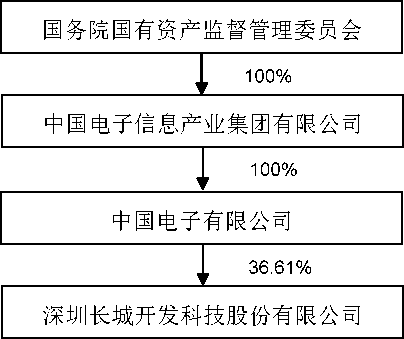 国务院国有资产监督管理委员会
100%
中国电子信息产业集团有限公司
100%
中国电子有限公司
36.61%
深圳长城开发科技股份有限公司